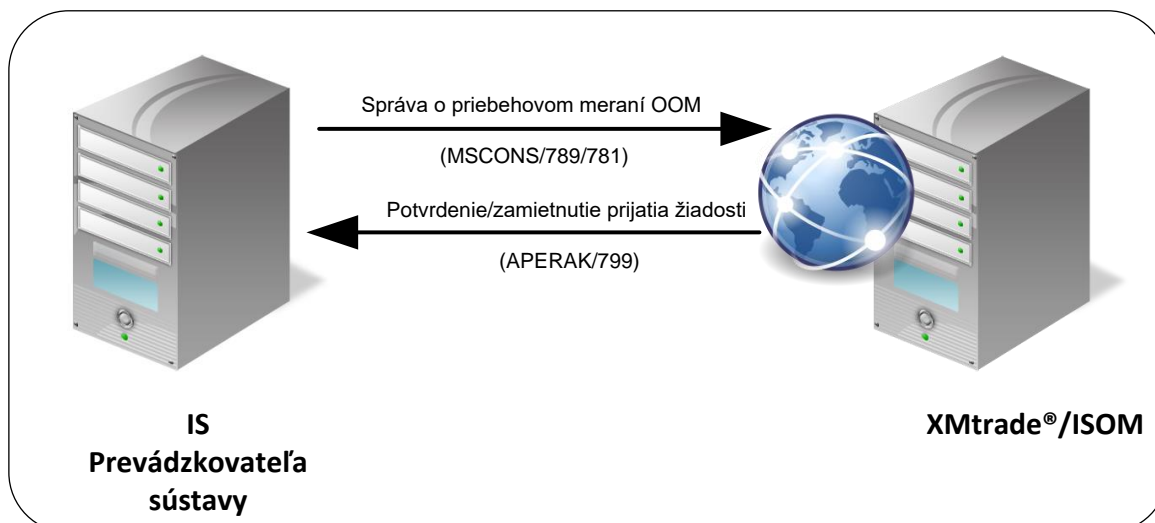 Správa o priebehovom meraní OOM
(MSCONS/789/781)
Potvrdenie/zamietnutie prijatia žiadosti
(APERAK/799)
IS
Prevádzkovateľa
sústavy
XMtrade®/ISOM